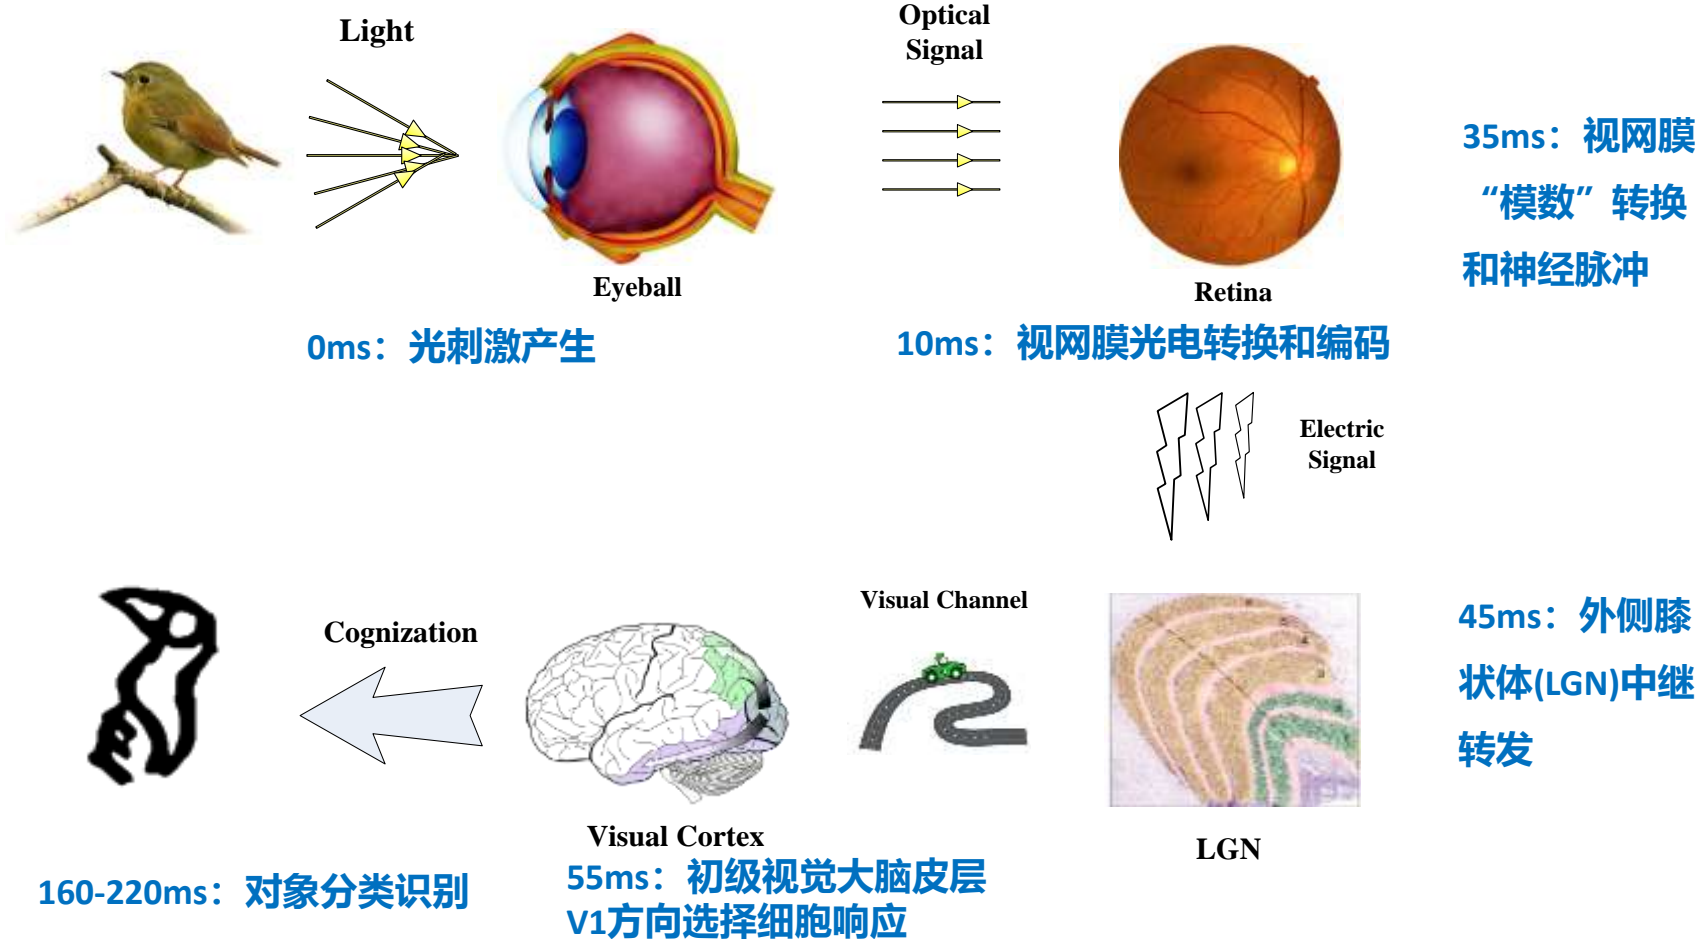 Light
Optical
Signal
Eyeball
Retina
0ms：光刺激产生
10ms：视网膜光电转换和编码
35ms：视网膜
“模数”转换
和神经脉冲
Electric
Signal
45ms：外侧膝
状体(LGN)中继
转发
LGN
Visual Channel
Visual Cortex
55ms：初级视觉大脑皮层
V1方向选择细胞响应
Cognization
160-220ms：对象分类识别